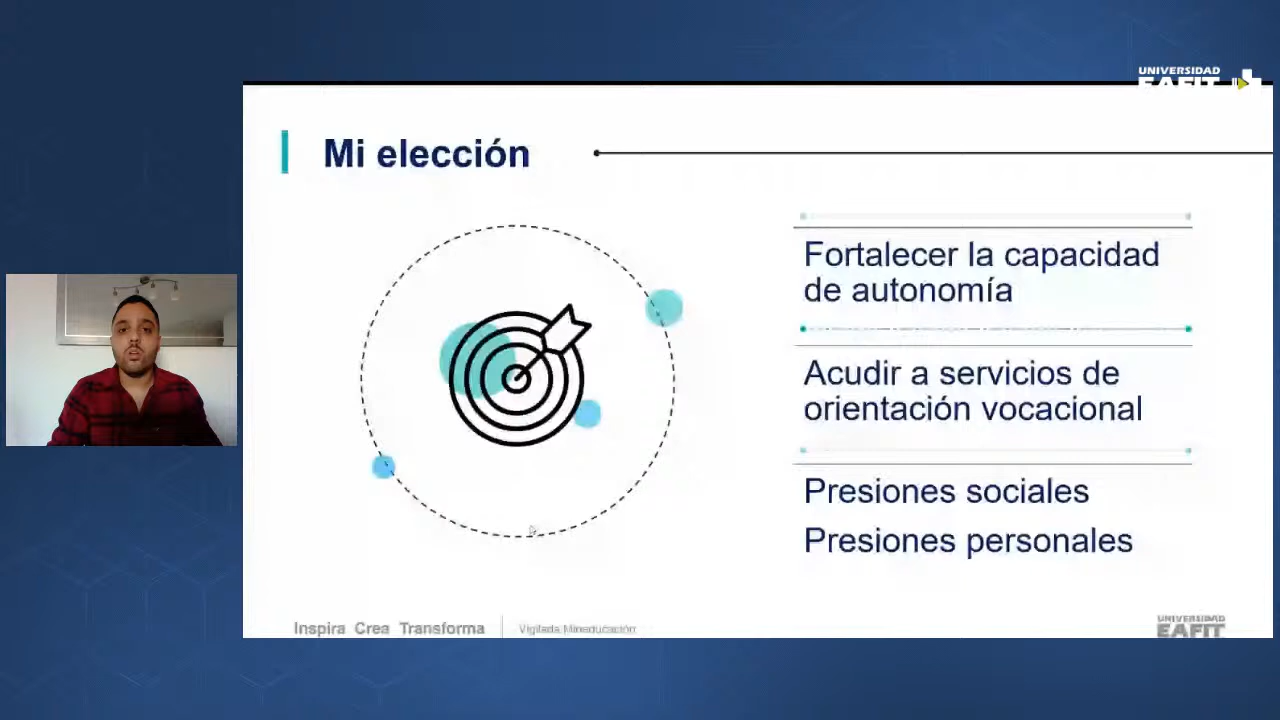 UNIVERSIDAD
EAFIT
Mi elección
Fortalecer la capacidad
de autonomía
Acudir a servicios de
orientación vocacional
Presiones sociales
Presiones personales
Inspira Crea Transforma
Vigilada Mineducación
UNIVERSIDAD
EAFIT